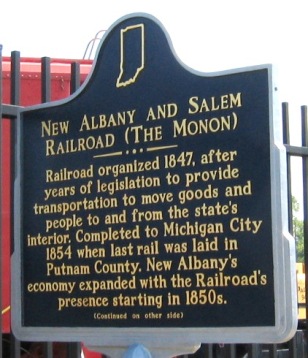 New Albany and Salem
Railroad (The Monon)
Railroad organized 1847, after
years of legislation to provide
transportation to move goods and
people to and from the state's
interior. Completed to Michigan City
1854 when last rail was laid in
Putnam County. New Albany's
economy expanded with the Railroad's
presence starting in 1850s.
(Continued on other side)